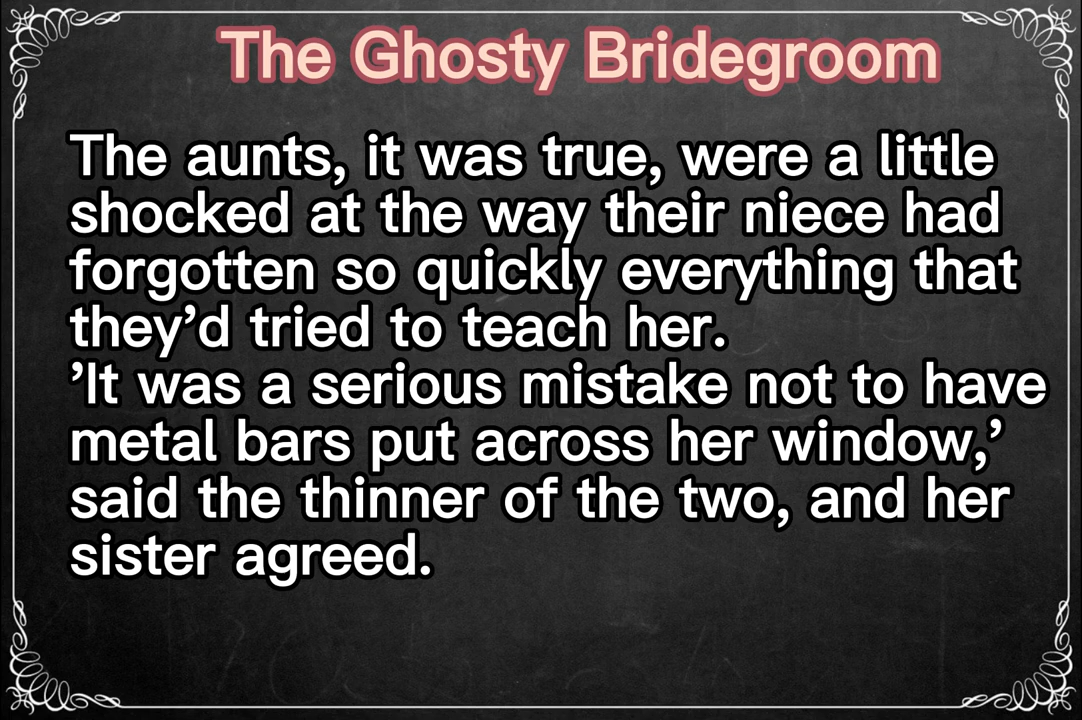 The Ghosty Bridegroom
The aunts, it was true, were a little
shocked at the way their niece had
forgotten so quickly everything that
they’d tried to teach her.
’It was a serious mistake not to have
metal bars put across her window,’
said the thinner of the two, and her
sister agreed.